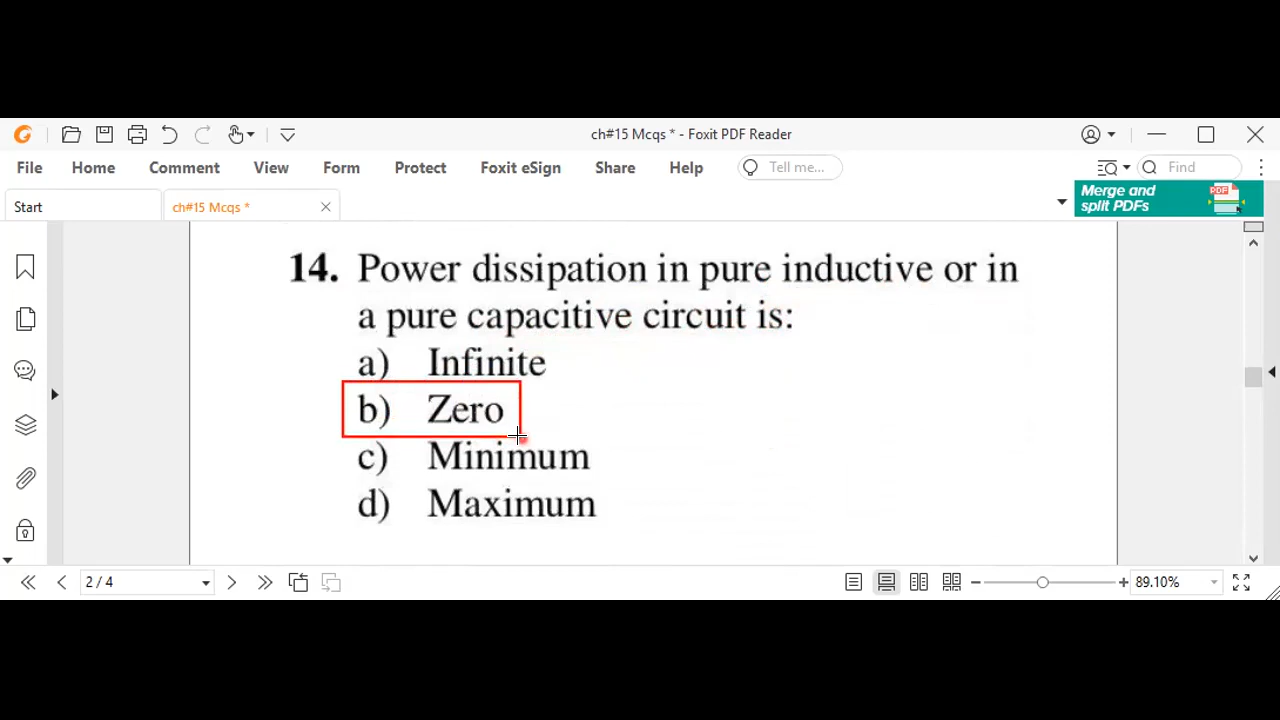 ch#15 Mcqs * - Foxit PDF Reader
File Home Comment View Form Protect Foxit eSign Share Help Tell me... Find
Start ch#15 Mcqs *
Merge and
split PDFs
PDF
14. Power dissipation in pure inductive or in
a pure capacitive circuit is:
a) Infinite
b) Zero
c) Minimum
d) Maximum
2 / 4 89.10%